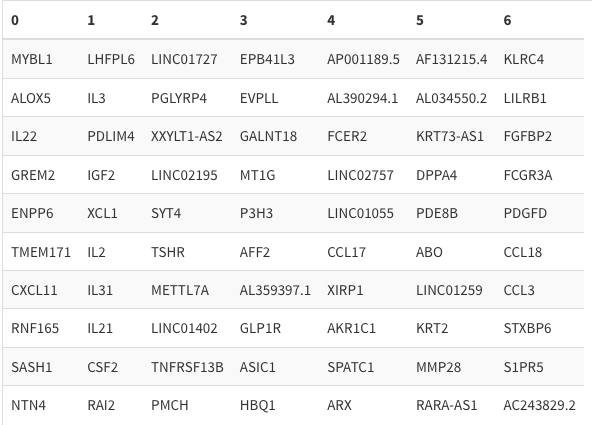 0 1 2 3 4 5 6
MYBL1 LHFPL6 LINC01727 EPB41L3 AP001189.5 AF131215.4 KLRC4
ALOX5 IL3 PGLYRP4 EVPLL AL390294.1 AL034550.2 LILRB1
IL22 PDLIM4 XXYLT1-AS2 GALNT18 FCER2 KRT73-AS1 FGFBP2
GREM2 IGF2 LINC02195 MT1G LINC02757 DPPA4 FCGR3A
ENPP6 XCL1 SYT4 P3H3 LINC01055 PDE8B PDGFD
TMEM171 IL2 TSHR AFF2 CCL17 ABO CCL18
CXCL11 IL31 METTL7A AL359397.1 XIRP1 LINC01259 CCL3
RNF165 IL21 LINC01402 GLP1R AKR1C1 KRT2 STXBP6
SASH1 CSF2 TNFRSF13B ASIC1 SPATC1 MMP28 S1PR5
NTN4 RAI2 PMCH HBQ1 ARX RARA-AS1 AC243829.2